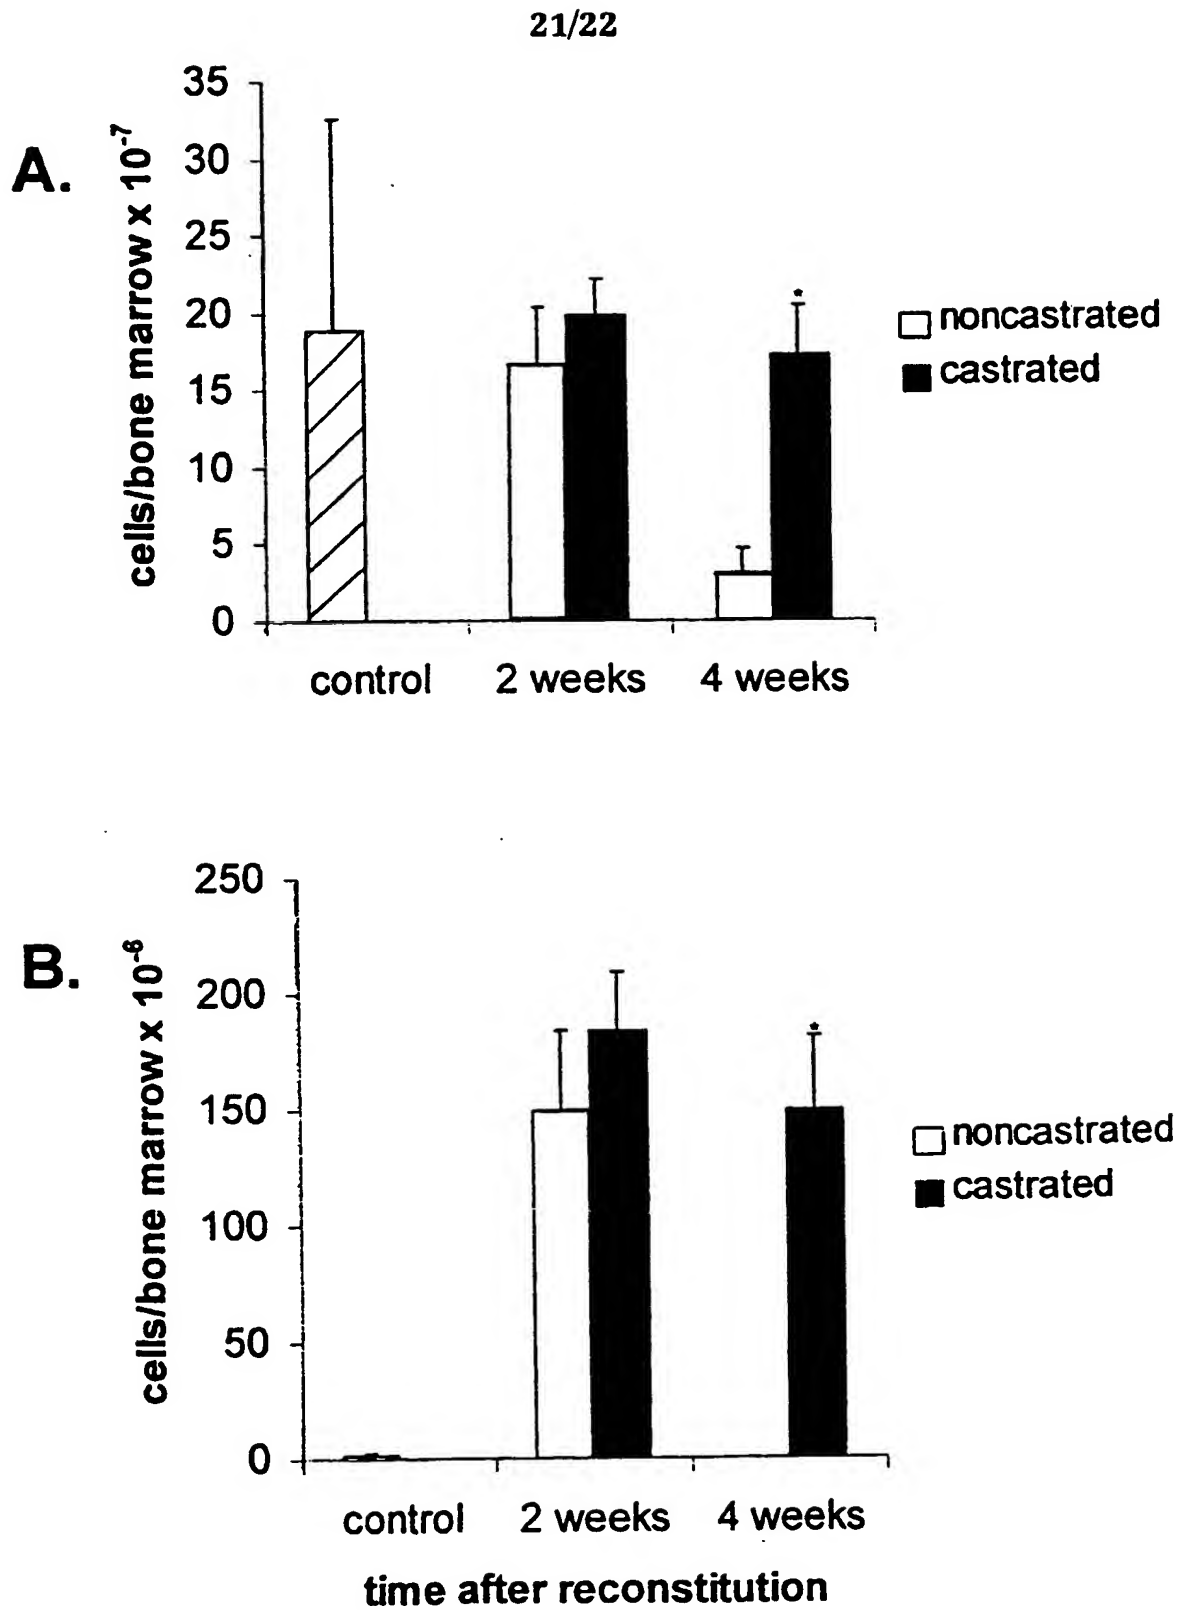 21/22
A.
cells/bone marrow x 10-7
35
30
25
20
15
10
5
0
control 2 weeks 4 weeks
*
noncastrated
castrated
B.
cells/bone marrow x 10-6
250
200
150
100
50
0
control 2 weeks 4 weeks
*
noncastrated
castrated
time after reconstitution